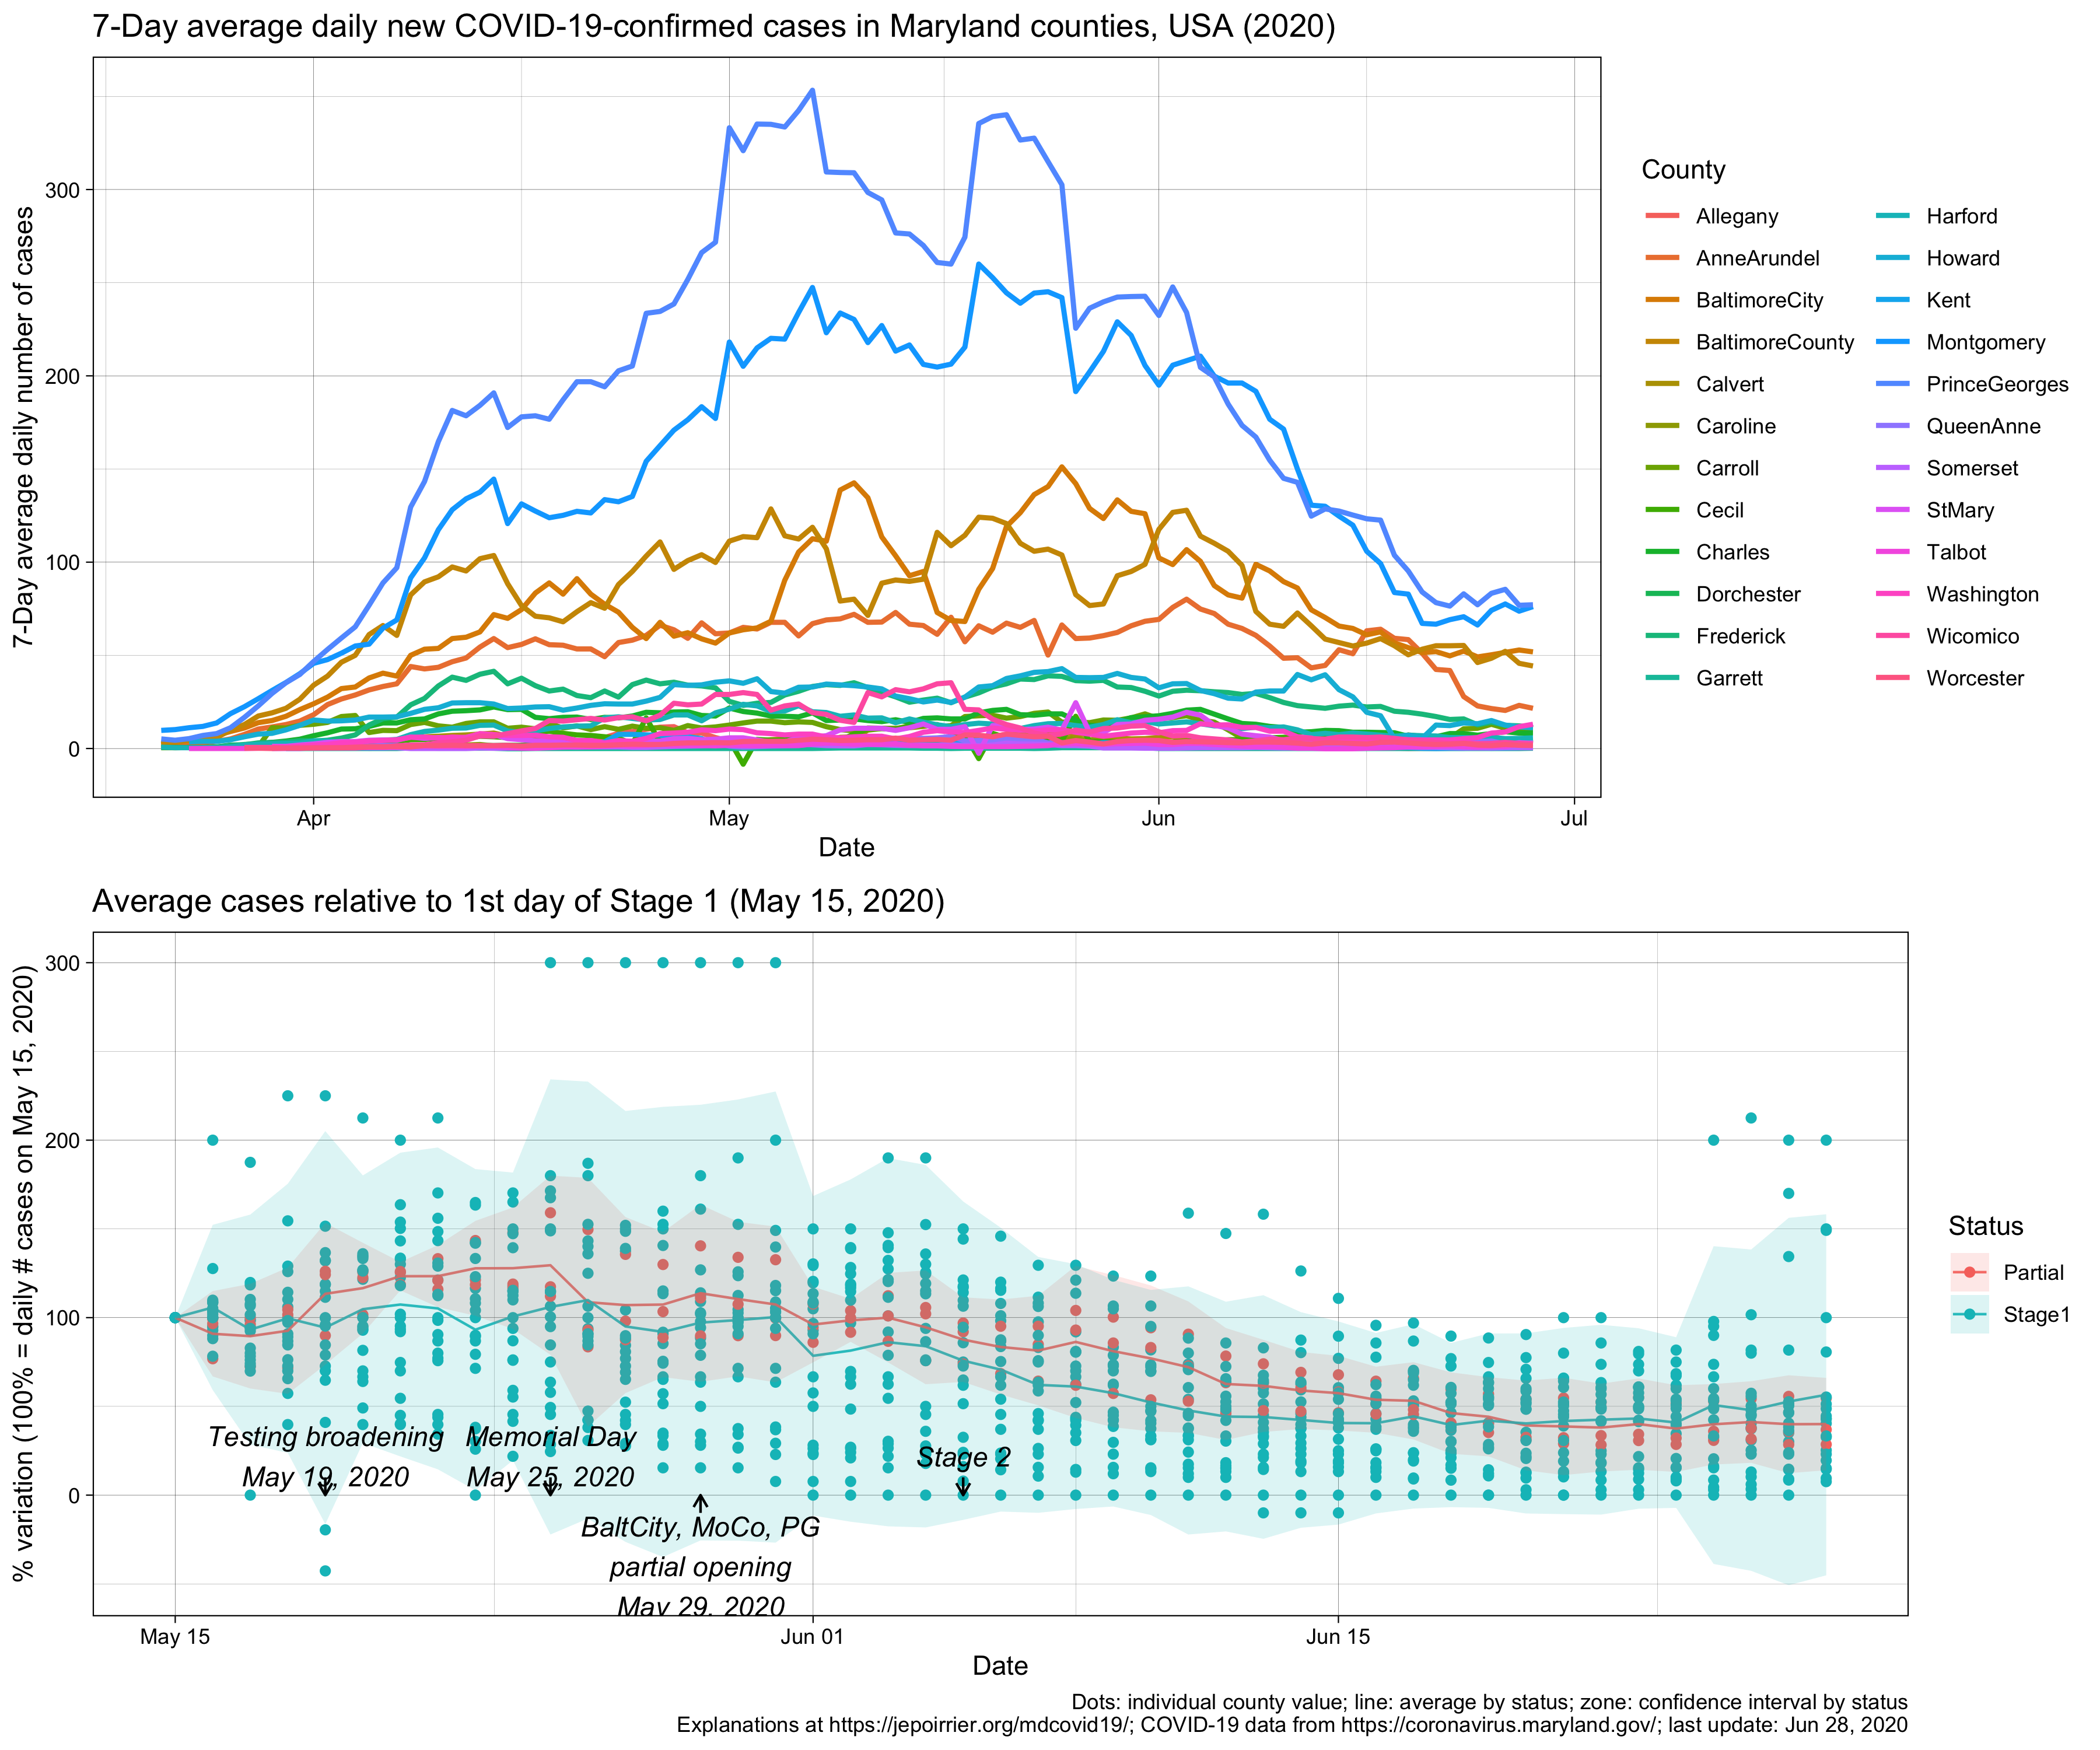 7-Day average daily new COVID-19-confirmed cases in Maryland counties, USA (2020)
7-Day average daily number of cases
300
200
100
0
Apr
May
Jun
Jul
Date
County
Allegany
AnneArundel
BaltimoreCity
BaltimoreCounty
Calvert
Caroline
Carroll
Cecil
Charles
Dorchester
Frederick
Garrett
Harford
Howard
Kent
Montgomery
PrinceGeorges
QueenAnne
Somerset
StMary
Talbot
Washington
Wicomico
Worcester
Average cases relative to 1st day of Stage 1 (May 15, 2020)
% variation (100% = daily # cases on May 15, 2020)
300
200
100
0
Testing broadening
May 19, 2020
Memorial Day
May 25, 2020
BaltCity, MoCo, PG
partial opening
May 29, 2020
Stage 2
May 15
Jun 01
Jun 15
Date
Status
Partial
Stage1
Dots: individual county value; line: average by status; zone: confidence interval by status
Explanations at https://jepoirrier.org/mdcovid19/; COVID-19 data from https://coronavirus.maryland.gov/; last update: Jun 28, 2020